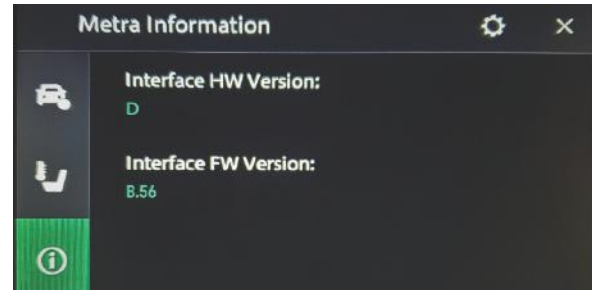 Metra Information
Interface HW Version:
D
Interface FW Version:
B.56